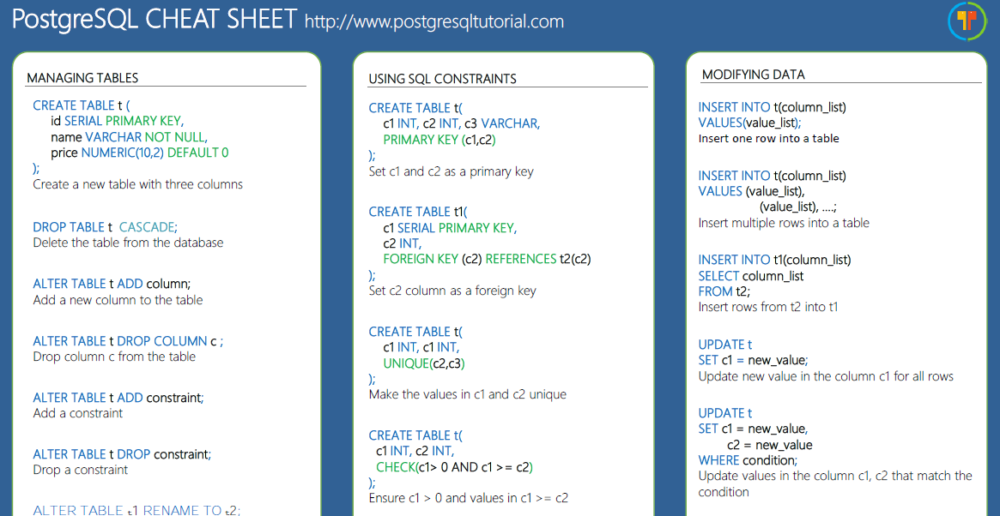 PostgreSQL CHEAT SHEET http://www.postgresqltutorial.com
MANAGING TABLES
CREATE TABLE t (
id SERIAL PRIMARY KEY,
name VARCHAR NOT NULL,
price NUMERIC(10,2) DEFAULT 0
);
Create a new table with three columns
DROP TABLE t CASCADE;
Delete the table from the database
ALTER TABLE t ADD column;
Add a new column to the table
ALTER TABLE t DROP COLUMN c ;
Drop column c from the table
ALTER TABLE t ADD constraint;
Add a constraint
ALTER TABLE t DROP constraint;
Drop a constraint
ALTER TABLE t1 RENAME TO t2;
USING SQL CONSTRAINTS
CREATE TABLE t(
c1 INT, c2 INT, c3 VARCHAR,
PRIMARY KEY (c1,c2)
);
Set c1 and c2 as a primary key
CREATE TABLE t1(
c1 SERIAL PRIMARY KEY,
c2 INT,
FOREIGN KEY (c2) REFERENCES t2(c2)
);
Set c2 column as a foreign key
CREATE TABLE t(
c1 INT, c1 INT,
UNIQUE(c2,c3)
);
Make the values in c1 and c2 unique
CREATE TABLE t(
c1 INT, c2 INT,
CHECK(c1> 0 AND c1 >= c2)
);
Ensure c1 > 0 and values in c1 >= c2
MODIFYING DATA
INSERT INTO t(column_list)
VALUES(value_list);
Insert one row into a table
INSERT INTO t(column_list)
VALUES (value_list),
(value_list), ....;
Insert multiple rows into a table
INSERT INTO t1(column_list)
SELECT column_list
FROM t2;
Insert rows from t2 into t1
UPDATE t
SET c1 = new_value;
Update new value in the column c1 for all rows
UPDATE t
SET c1 = new_value,
c2 = new_value
WHERE condition;
Update values in the column c1, c2 that match the
condition